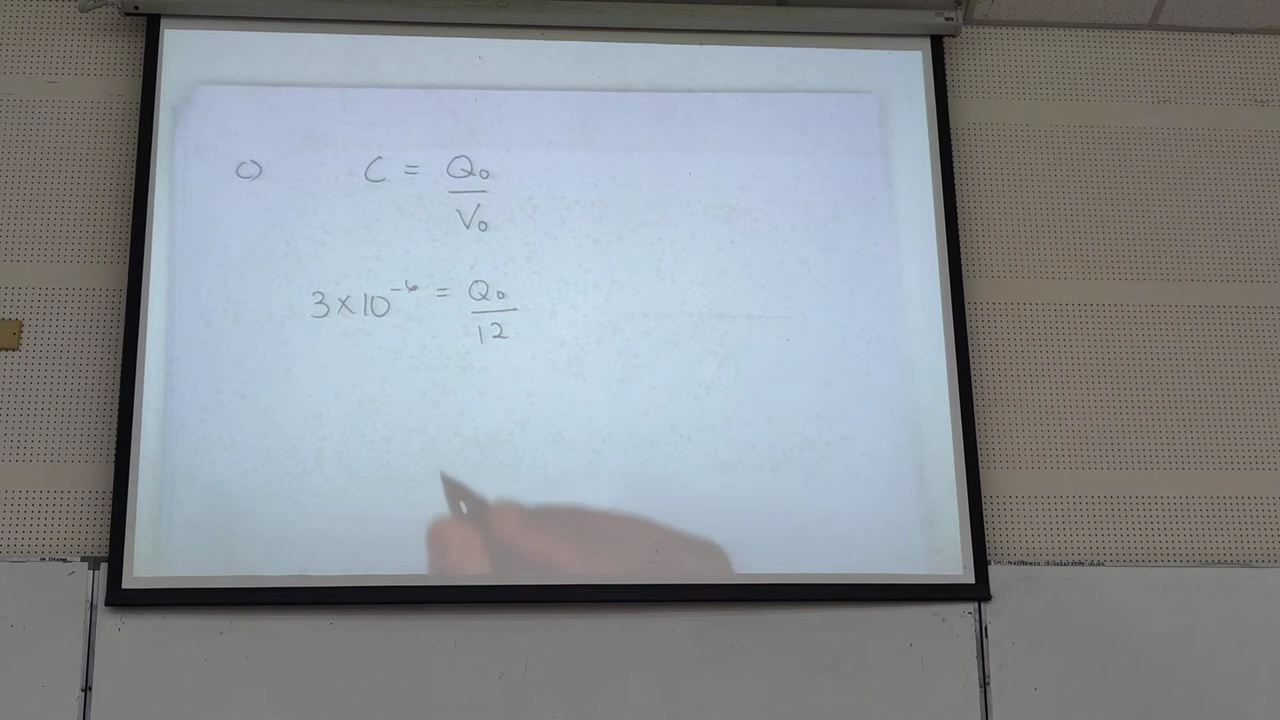 c) C = Q₀/V₀
3×10⁻⁶ = Q₀/12